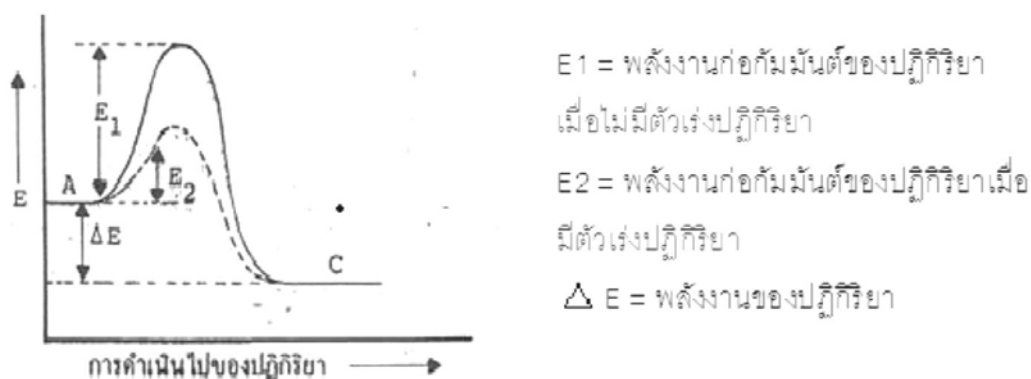 E
A
E1
E2
ΔE
C
การดำเนินไปของปฏิกิริยา
E1 = พลังงานก่อกัมมันต์ของปฏิกิริยา
เมื่อไม่มีตัวเร่งปฏิกิริยา
E2 = พลังงานก่อกัมมันต์ของปฏิกิริยาเมื่อ
มีตัวเร่งปฏิกิริยา
△ E = พลังงานของปฏิกิริยา